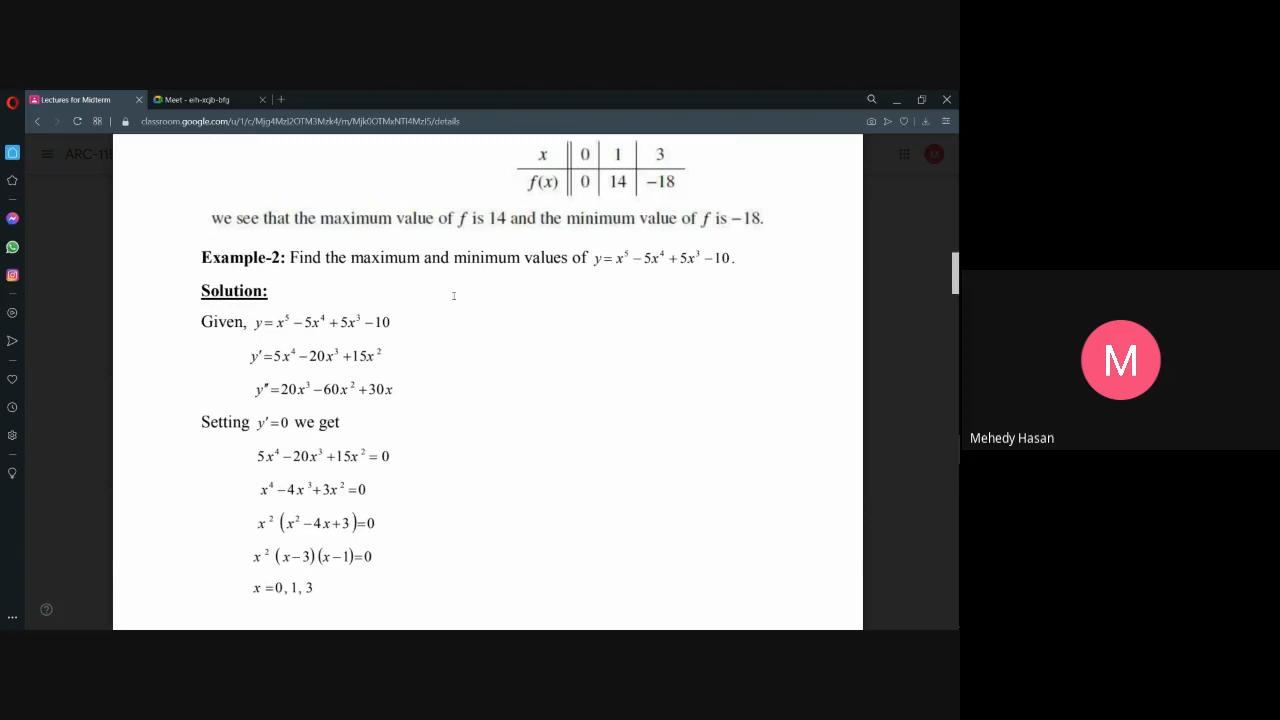 Lectures for Midterm
Meet - eih-xqjb-bfg
classroom.google.com/u/1/c/Mjg4MzI2OTM3Mzk4/m/Mjk0OTMxNTI4MzI5/details
ARC-11
M
x 0 1 3
f(x) 0 14 −18
we see that the maximum value of f is 14 and the minimum value of f is −18.
Example-2: Find the maximum and minimum values of y = x⁵ − 5x⁴ + 5x³ − 10.
Solution:
Given, y = x⁵ − 5x⁴ + 5x³ − 10
y′ = 5x⁴ − 20x³ + 15x²
y″ = 20x³ − 60x² + 30x
Setting y′ = 0 we get
5x⁴ − 20x³ + 15x² = 0
x⁴ − 4x³ + 3x² = 0
x² (x² − 4x + 3) = 0
x² (x − 3)(x − 1) = 0
x = 0, 1, 3
M
Mehedy Hasan